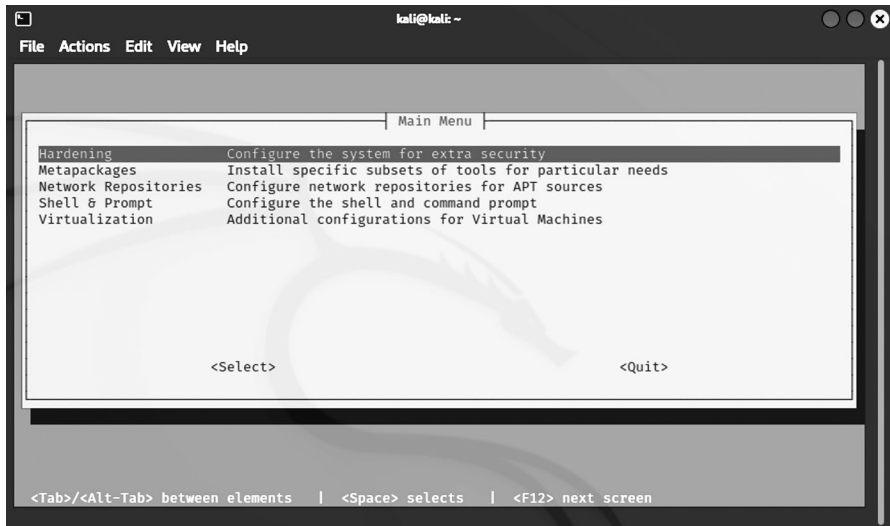 kali@kali: ~
File Actions Edit View Help
Main Menu
Hardening Configure the system for extra security
Metapackages Install specific subsets of tools for particular needs
Network Repositories Configure network repositories for APT sources
Shell & Prompt Configure the shell and command prompt
Virtualization Additional configurations for Virtual Machines
<Select> <Quit>
<Tab>/<Alt-Tab> between elements | <Space> selects | <F12> next screen